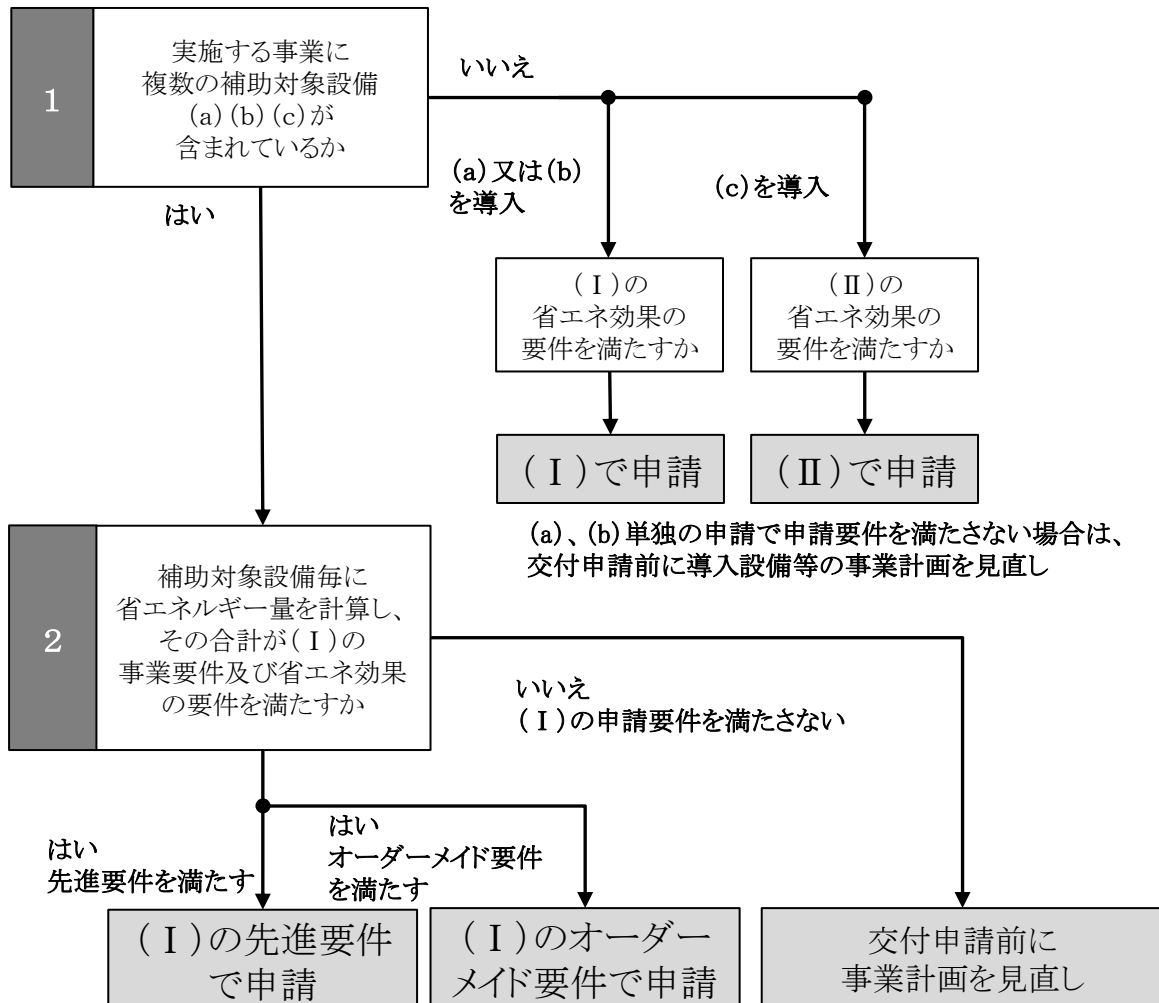 1
実施する事業に
複数の補助対象設備
(a)(b)(c)が
含まれているか
いいえ
はい
(a)又は(b)
を導入
(c)を導入
(Ⅰ)の
省エネ効果の
要件を満たすか
(Ⅱ)の
省エネ効果の
要件を満たすか
(Ⅰ)で申請
(Ⅱ)で申請
(a)、(b)単独の申請で申請要件を満たさない場合は、
交付申請前に導入設備等の事業計画を見直し
2
補助対象設備毎に
省エネルギー量を計算し、
その合計が(Ⅰ)の
事業要件及び省エネ効果
の要件を満たすか
いいえ
(Ⅰ)の申請要件を満たさない
はい
先進要件を満たす
はい
オーダーメイド要件
を満たす
(Ⅰ)の先進要件
で申請
(Ⅰ)のオーダー
メイド要件で申請
交付申請前に
事業計画を見直し